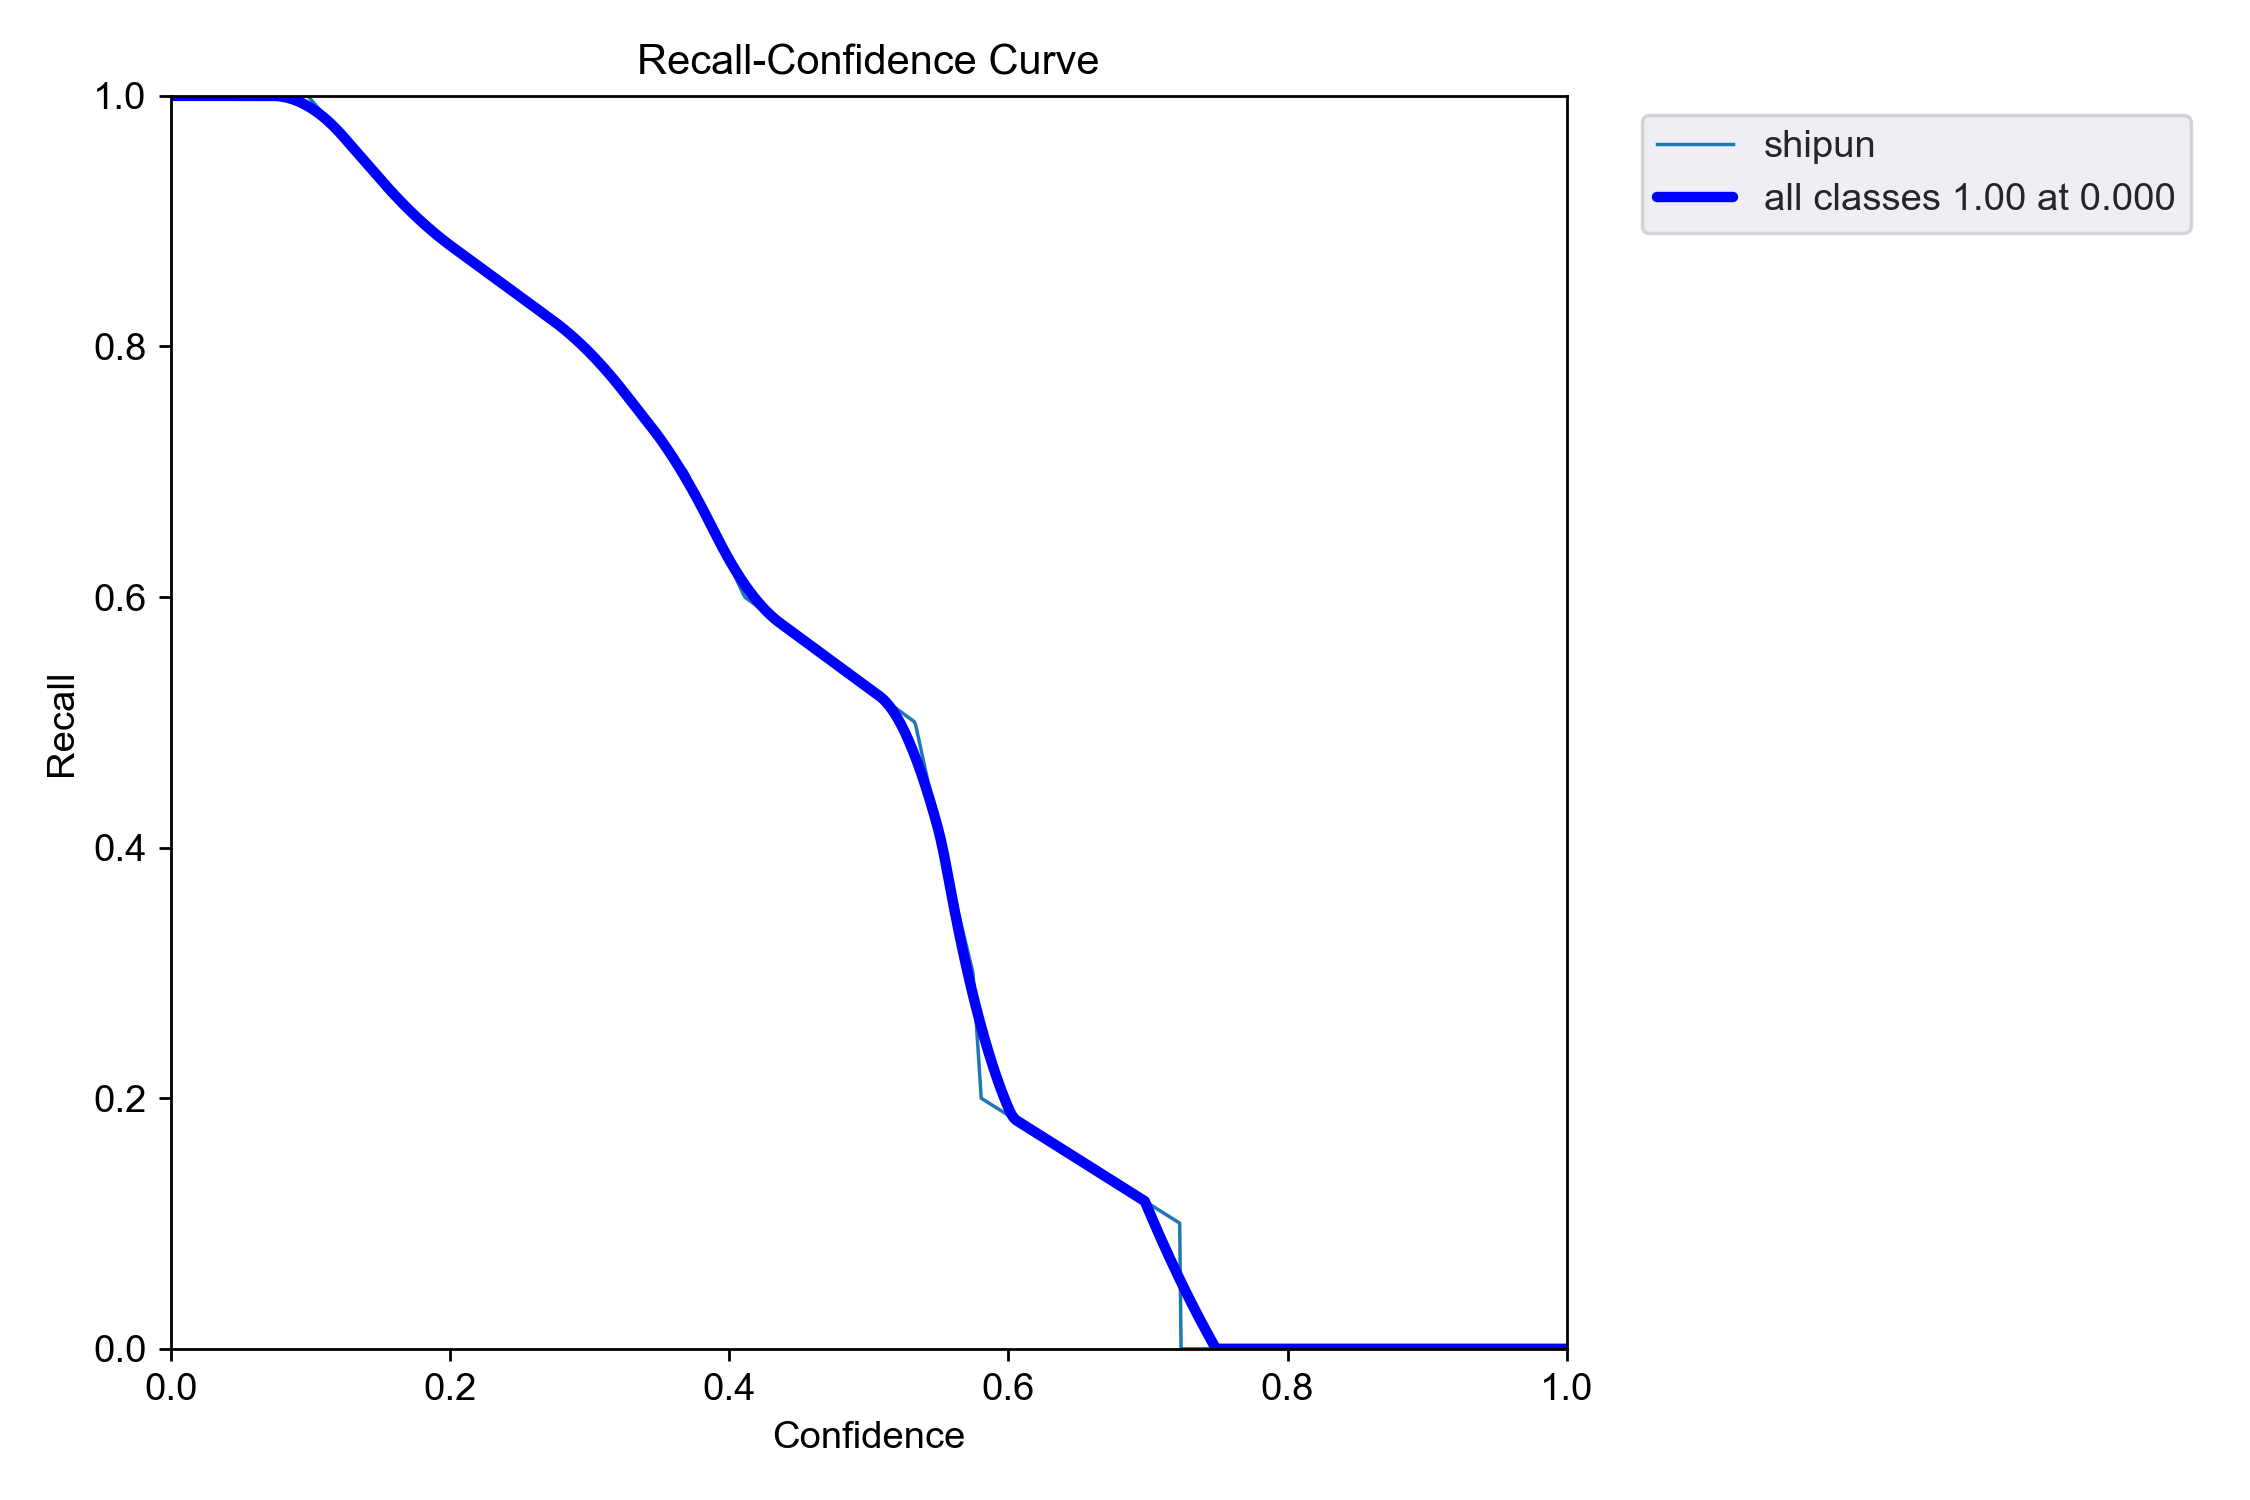 Recall-Confidence Curve
1.0
0.8
0.6
0.4
0.2
0.0
Recall
0.0 0.2 0.4 0.6 0.8 1.0
Confidence
shipun
all classes 1.00 at 0.000